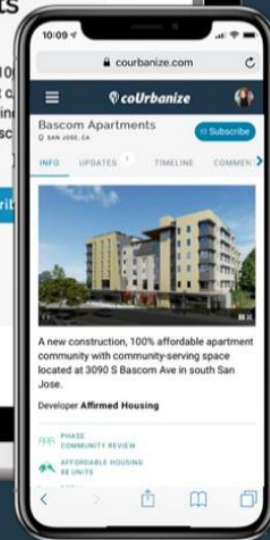 ts
10:09
courbanize.com
coUrbanize
Bascom Apartments
SAN JOSE, CA
Subscribe
INFO UPDATES 1 TIMELINE COMMEN
A new construction, 100% affordable apartment
community with community-serving space
located at 3090 S Bascom Ave in south San
Jose.
Developer Affirmed Housing
PHASE
COMMUNITY REVIEW
AFFORDABLE HOUSING